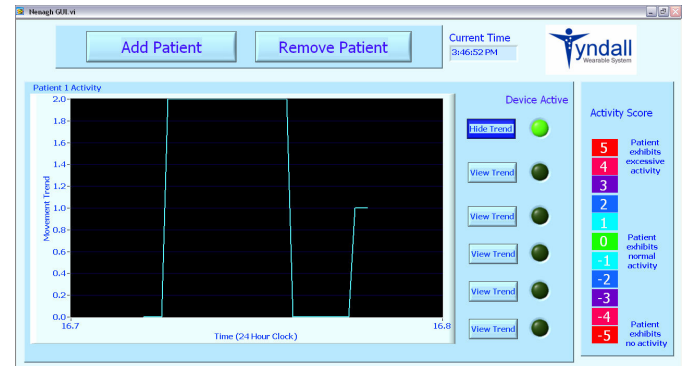 Nenagh GUI.vi
Add Patient
Remove Patient
Current Time
3:46:52 PM
Tyndall
Wearable System
Patient 1 Activity
Movement Trend
2.0
1.8
1.6
1.4
1.2
1.0
0.8
0.6
0.4
0.2
0.0
16.7
16.8
Time (24 Hour Clock)
Device Active
Hide Trend
View Trend
View Trend
View Trend
View Trend
View Trend
Activity Score
5
4
3
2
1
0
-1
-2
-3
-4
-5
Patient
exhibits
excessive
activity
Patient
exhibits
normal
activity
Patient
exhibits
no activity